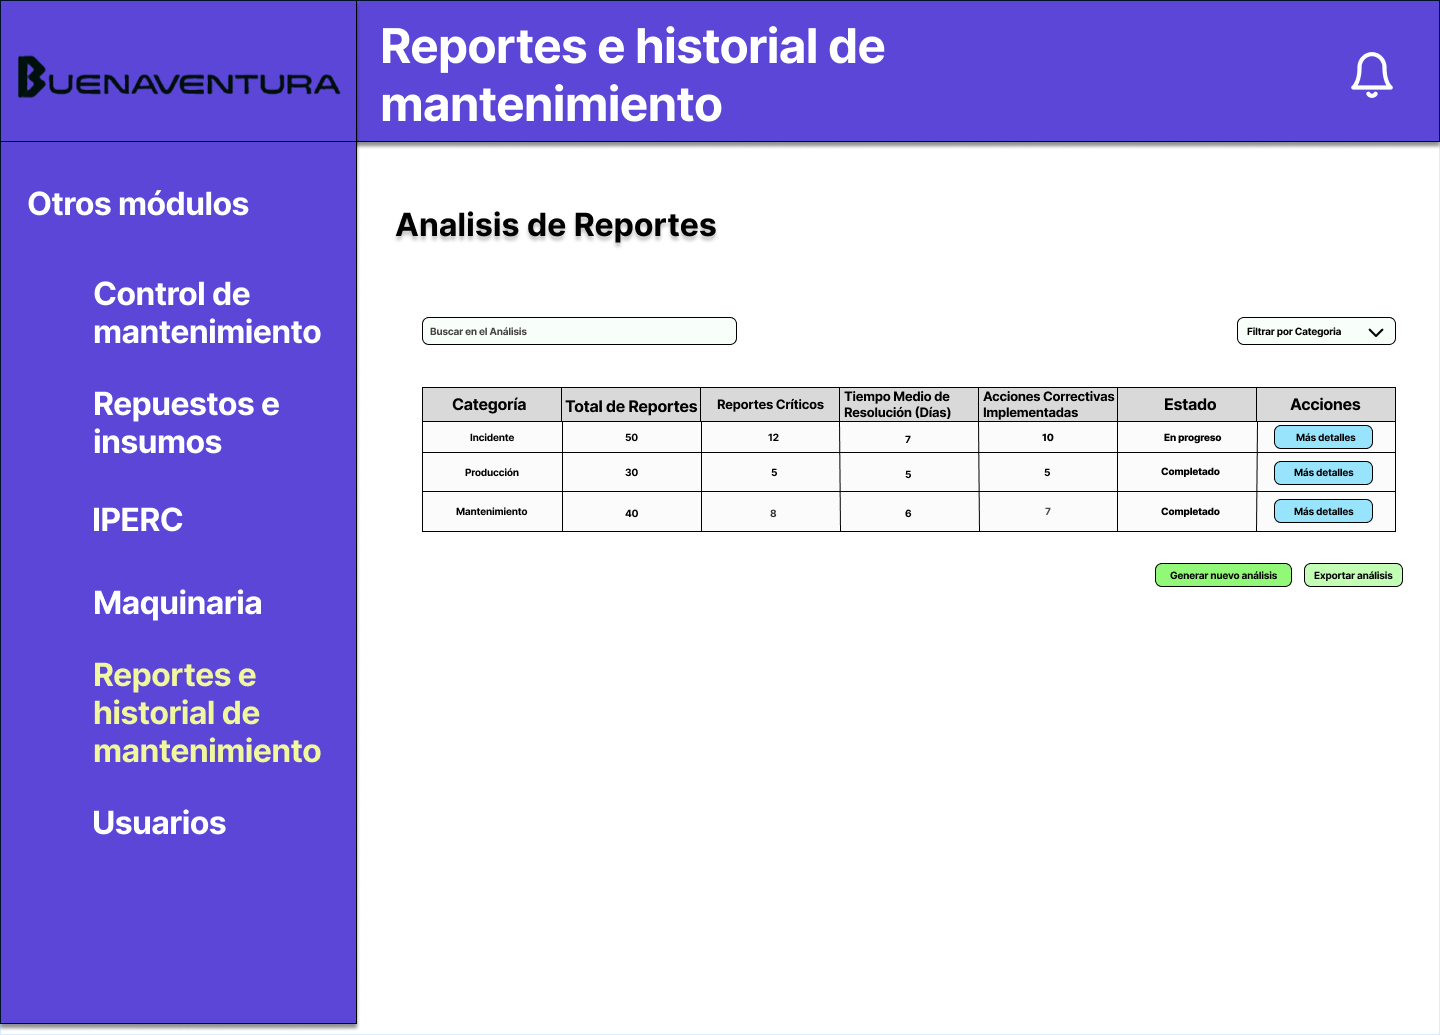 BUENAVENTURA
Reportes e historial de
mantenimiento
Otros módulos
Control de
mantenimiento
Repuestos e
insumos
IPERC
Maquinaria
Reportes e
historial de
mantenimiento
Usuarios
Analisis de Reportes
Buscar en el Análisis
Filtrar por Categoria
Categoría
Total de Reportes
Reportes Críticos
Tiempo Medio de
Resolución (Días)
Acciones Correctivas
Implementadas
Estado
Acciones
Incidente
50
12
7
10
En progreso
Más detalles
Producción
30
5
5
5
Completado
Más detalles
Mantenimiento
40
8
6
7
Completado
Más detalles
Generar nuevo análisis
Exportar análisis